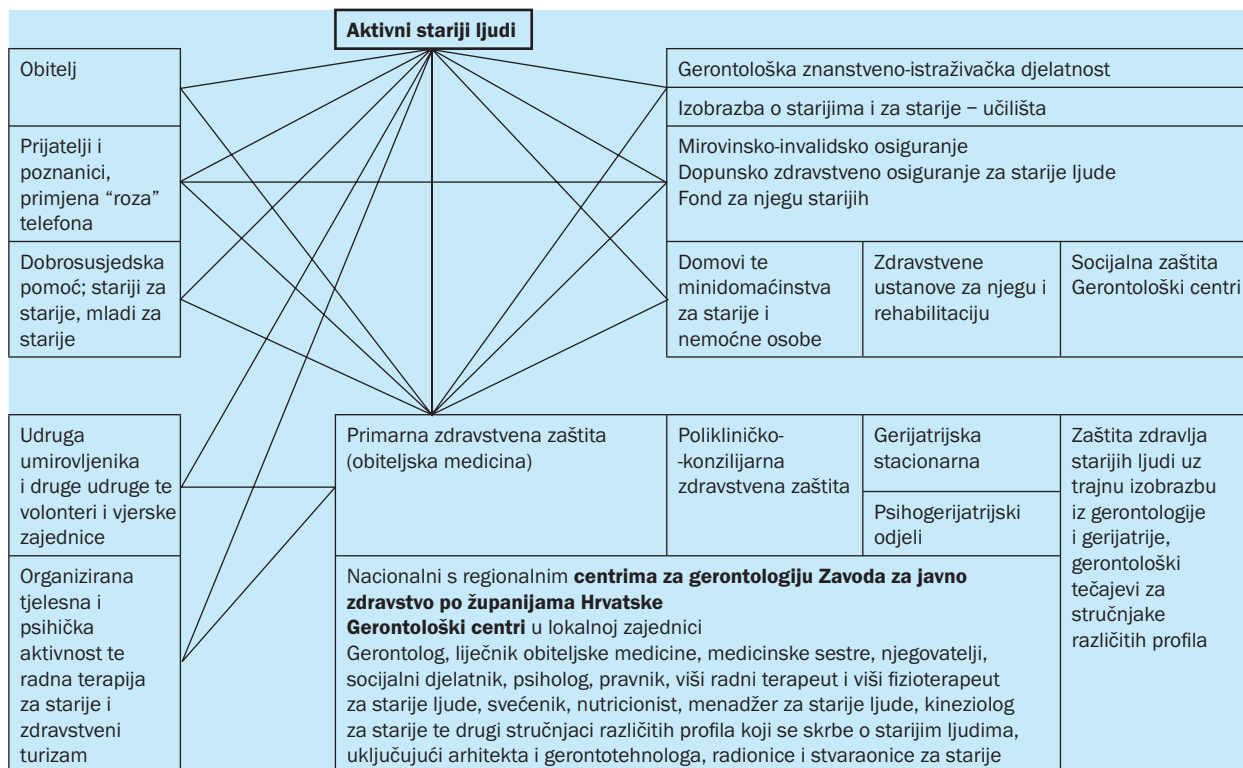 Aktivni stariji ljudi
Obitelj
Prijatelji i
poznanici,
primjena “roza”
telefona
Dobrosusjedska
pomoć; stariji za
starije, mladi za
starije
Gerontološka znanstveno-istraživačka djelatnost
Izobrazba o starijima i za starije – učilišta
Mirovinsko-invalidsko osiguranje
Dopunsko zdravstveno osiguranje za starije ljude
Fond za njegu starijih
Domovi te
minidomaćinstva
za starije i
nemoćne osobe
Zdravstvene
ustanove za njegu i
rehabilitaciju
Socijalna zaštita
Gerontološki centri
Udruga
umirovljenika
i druge udruge te
volonteri i vjerske
zajednice
Organizirana
tjelesna i
psihička
aktivnost te
radna terapija
za starije i
zdravstveni
turizam
Primarna zdravstvena zaštita
(obiteljska medicina)
Polikliničko-
-konzilijarna
zdravstvena zaštita
Gerijatrijska
stacionarna
Psihogerijatrijski
odjeli
Zaštita zdravlja
starijih ljudi uz
trajnu izobrazbu
iz gerontologije
i gerijatrije,
gerontološki
tečajevi za
stručnjake
različitih profila
Nacionalni s regionalnim centrima za gerontologiju Zavoda za javno
zdravstvo po županijama Hrvatske
Gerontološki centri u lokalnoj zajednici
Gerontolog, liječnik obiteljske medicine, medicinske sestre, njegovatelji,
socijalni djelatnik, psiholog, pravnik, viši radni terapeut i viši fizioterapeut
za starije ljude, svećenik, nutricionist, menadžer za starije ljude, kineziolog
za starije te drugi stručnjaci različitih profila koji se skrbe o starijim ljudima,
uključujući arhitekta i gerontotehnologa, radionice i stvaraonice za starije